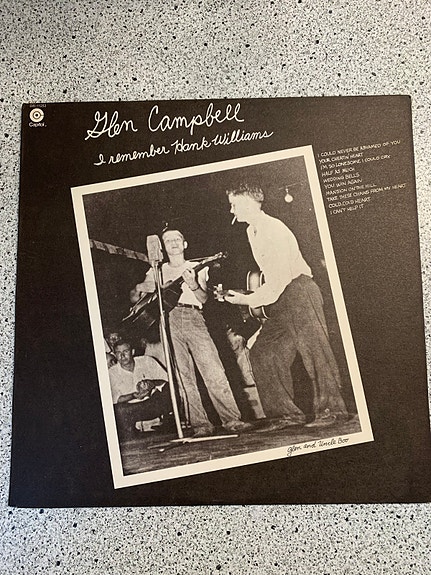 SW-11253
Capitol.
Glen Campbell
I remember Hank Williams
I COULD NEVER BE ASHAMED OF YOU
YOUR CHEATIN' HEART
I'M SO LONESOME I COULD CRY
HALF AS MUCH
WEDDING BELLS
YOU WIN AGAIN
MANSION ON THE HILL
TAKE THESE CHAINS FROM MY HEART
COLD, COLD HEART
I CAN'T HELP IT
Glen and Uncle Boo